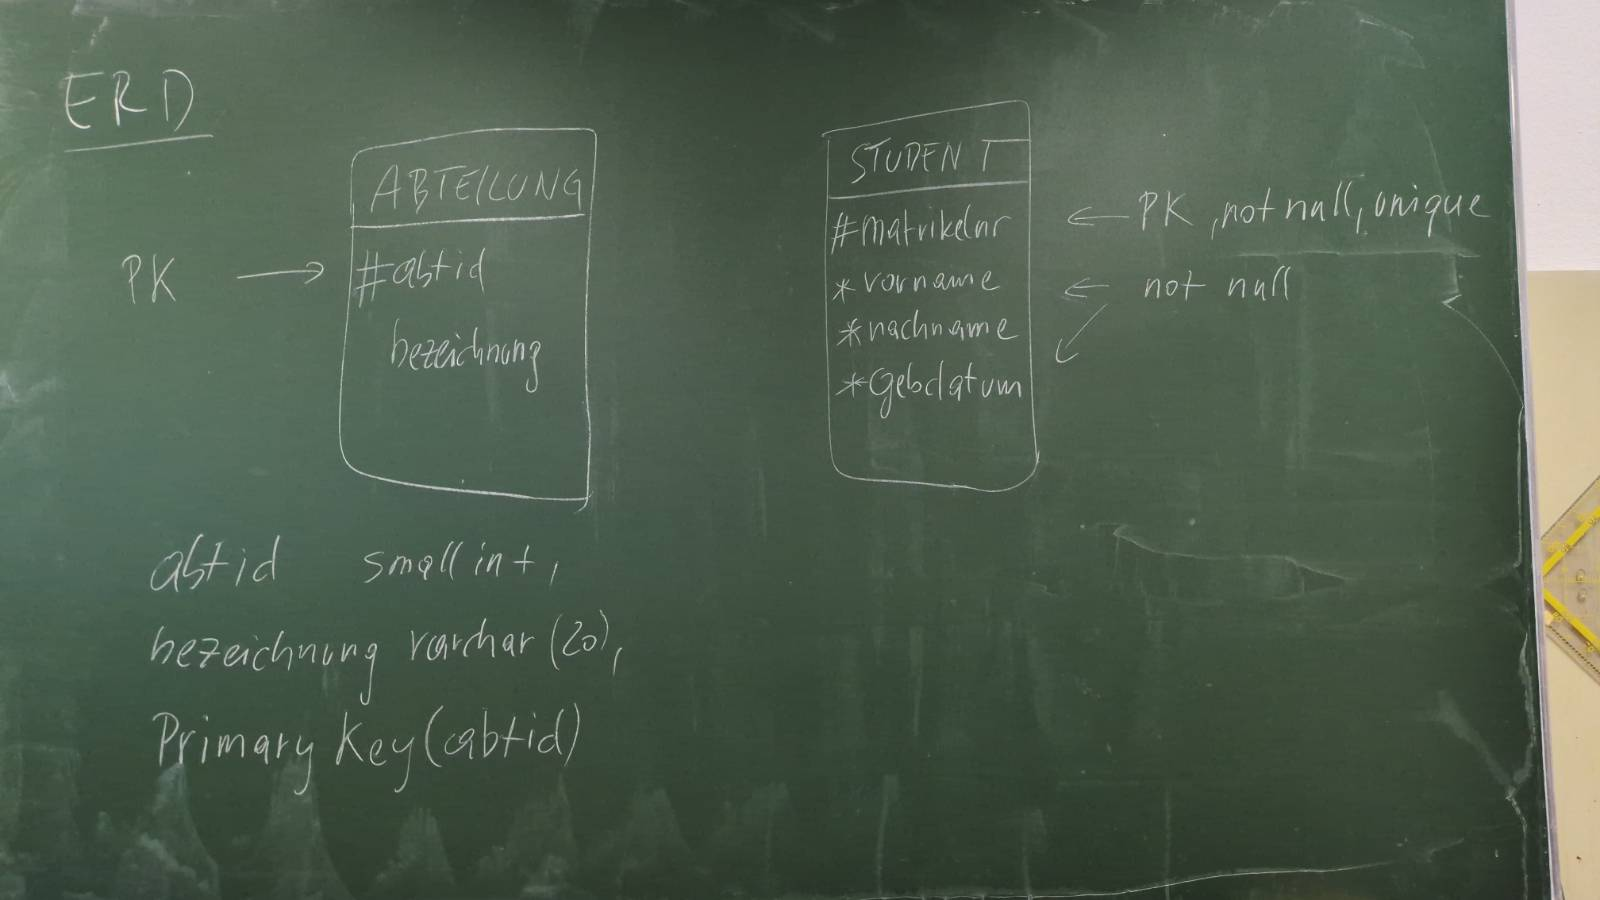 ERD
ABTEILUNG
PK → #abtid
bezeichnung
STUDENT
#matrikelnr ← PK, not null, unique
*vorname ← not null
*nachname
*Gebdatum
abtid smallint,
bezeichnung varchar(20),
Primary Key(abtid)